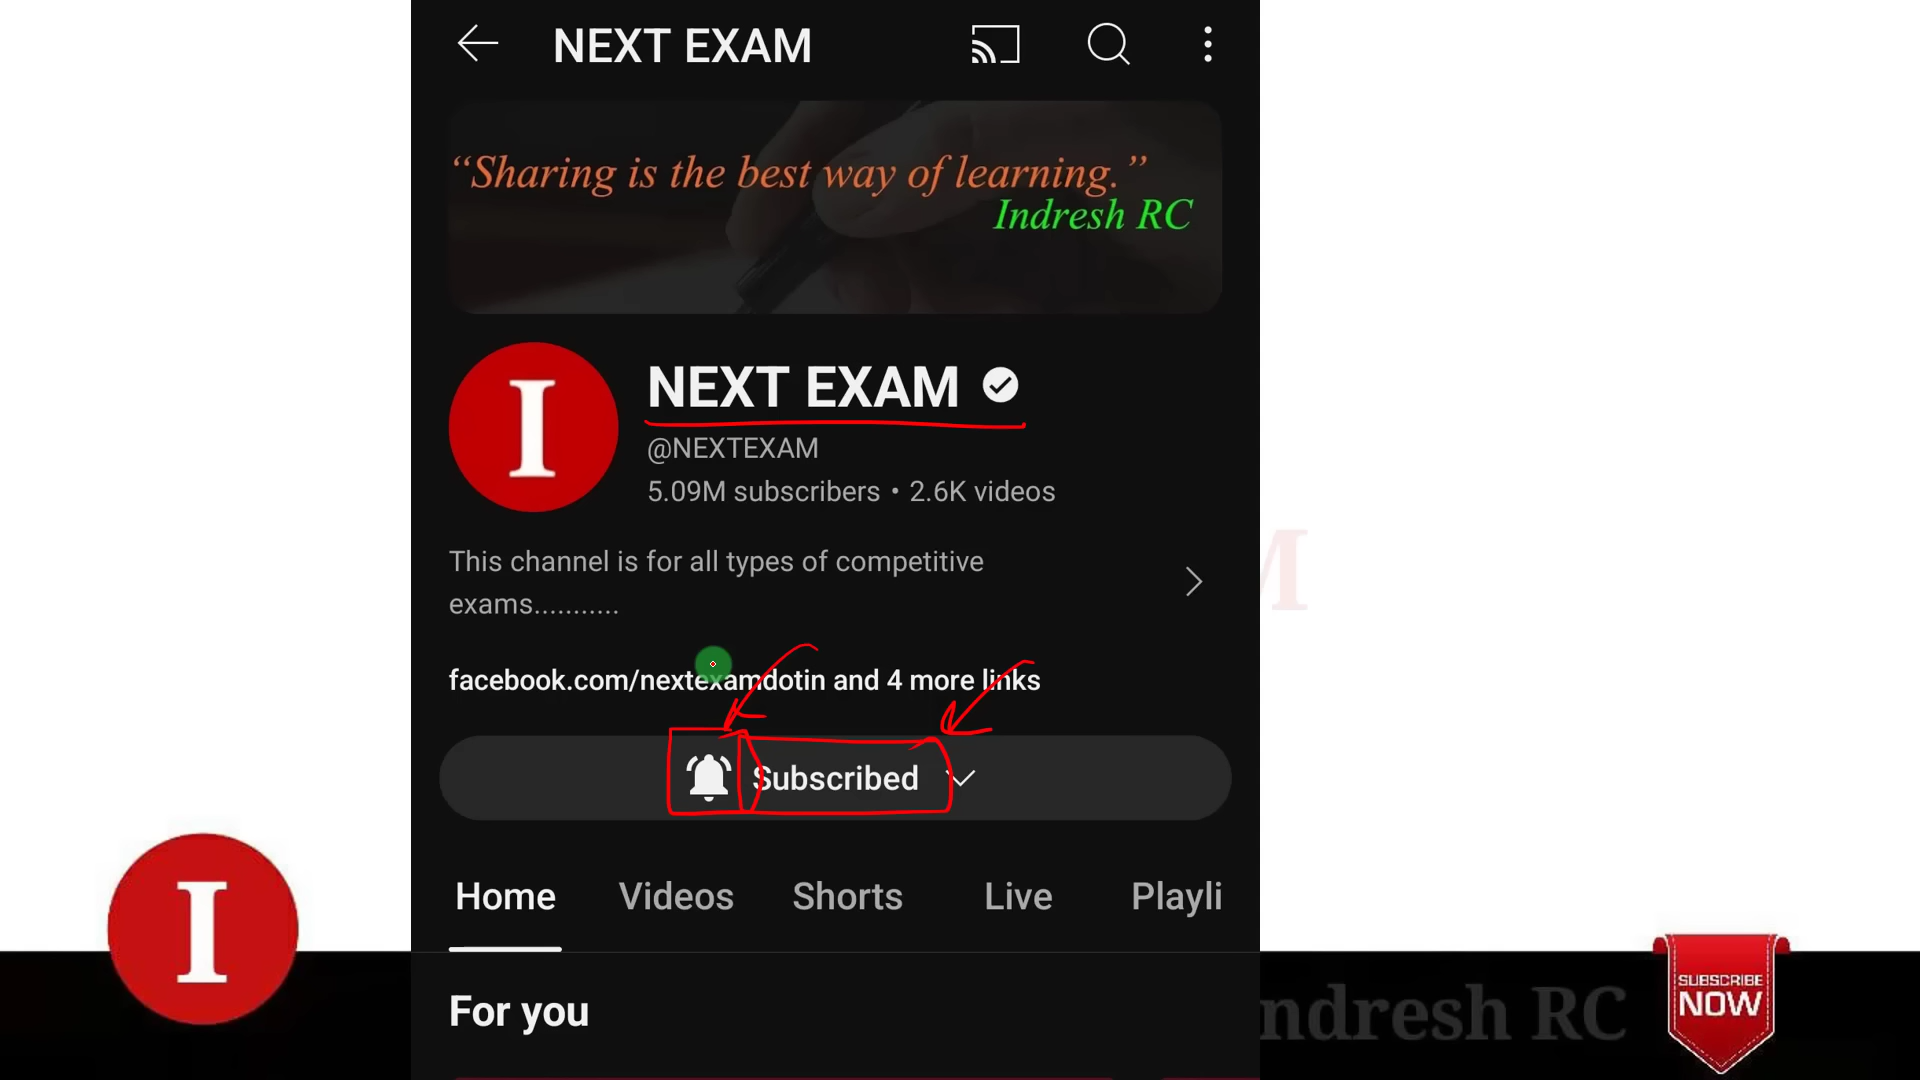 NEXT EXAM
“Sharing is the best way of learning.”
Indresh RC
I
NEXT EXAM
@NEXTEXAM
5.09M subscribers • 2.6K videos
This channel is for all types of competitive
exams...........
facebook.com/nextexamdotin and 4 more links
Subscribed
Home Videos Shorts Live Playli
For you
M
I
ndresh RC
SUBSCRIBE
NOW